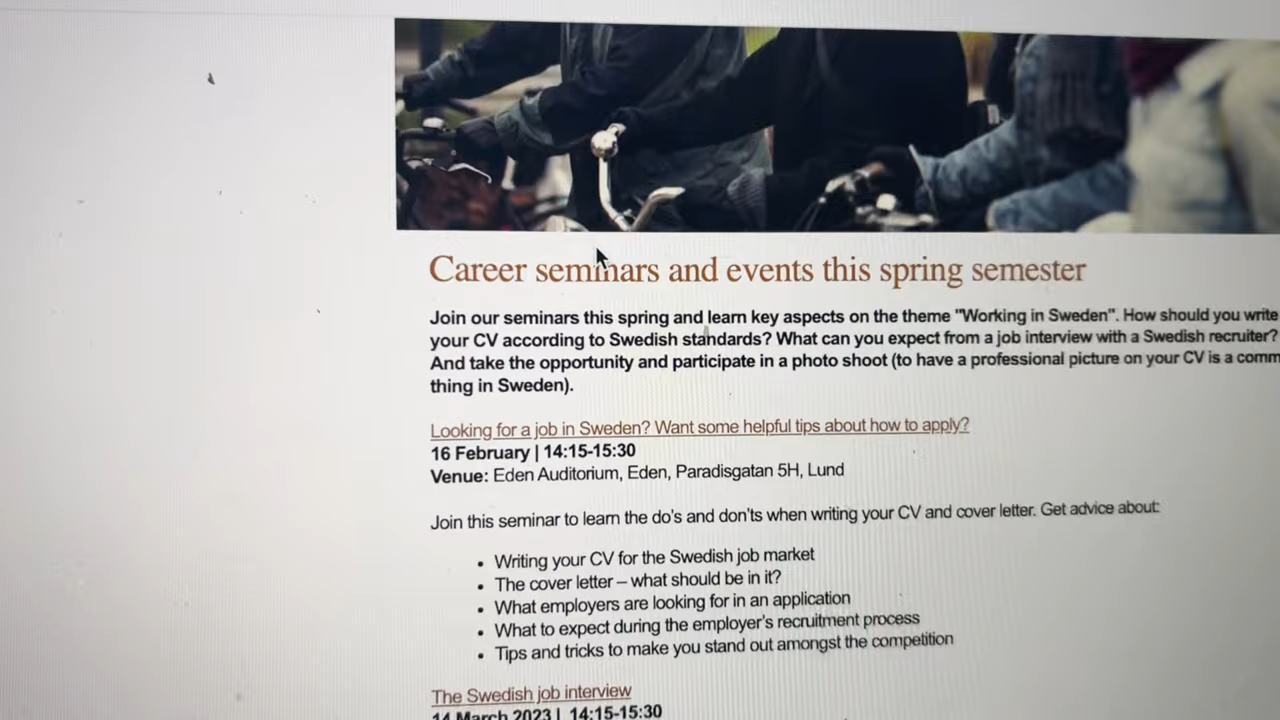 Career seminars and events this spring semester
Join our seminars this spring and learn key aspects on the theme "Working in Sweden". How should you write
your CV according to Swedish standards? What can you expect from a job interview with a Swedish recruiter?
And take the opportunity and participate in a photo shoot (to have a professional picture on your CV is a
thing in Sweden).
Looking for a job in Sweden? Want some helpful tips about how to apply?
16 February | 14:15-15:30
Venue: Eden Auditorium, Eden, Paradisgatan 5H, Lund
Join this seminar to learn the do's and don'ts when writing your CV and cover letter. Get advice about:
• Writing your CV for the Swedish job market
• The cover letter – what should be in it?
• What employers are looking for in an application
• What to expect during the employer's recruitment process
• Tips and tricks to make you stand out amongst the competition
The Swedish job interview
14 March 2023 | 14:15-15:30